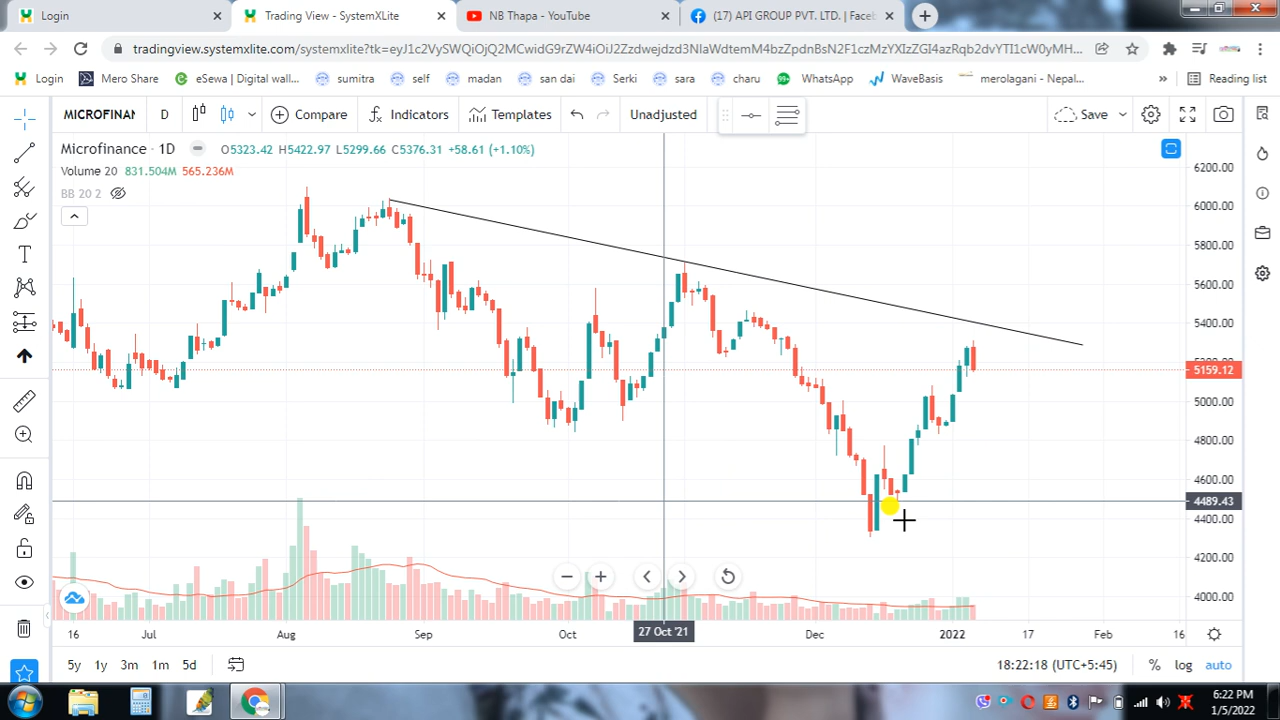 Login
Trading View - SystemXLite
NB Thapa - YouTube
(17) API GROUP PVT. LTD. | Face
Login
Mero Share
eSewa | Digital wall...
sumitra
self
madan
san dai
Serki
sara
charu
99+ WhatsApp
WaveBasis
merolagani - Nepal...
»
Reading list
MICROFINAN
D
Compare
Indicators
Templates
Unadjusted
Save
Microfinance · 1D
O5323.42 H5422.97 L5299.66 C5376.31 +58.61 (+1.10%)
Volume 20 831.504M 565.236M
BB 20 2
6200.00
6000.00
5800.00
5600.00
5400.00
5159.12
5000.00
4800.00
4600.00
4489.43
4400.00
4200.00
4000.00
16
Jul
Aug
Sep
Oct
27 Oct '21
Dec
2022
17
Feb
16
5y 1y 3m 1m 5d
18:22:18 (UTC+5:45)
% log auto
6:22 PM
1/5/2022